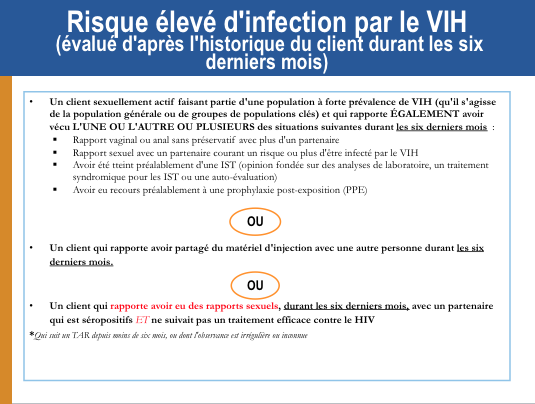 Risque élevé d'infection par le VIH
(évalué d'après l'historique du client durant les six
derniers mois)
• Un client sexuellement actif faisant partie d'une population à forte prévalence de VIH (qu'il s'agisse
de la population générale ou de groupes de populations clés) et qui rapporte ÉGALEMENT avoir
vécu L'UNE OU L'AUTRE OU PLUSIEURS des situations suivantes durant les six derniers mois :
▪ Rapport vaginal ou anal sans préservatif avec plus d'un partenaire
▪ Rapport sexuel avec un partenaire courant un risque ou plus d'être infecté par le VIH
▪ Avoir été treint préalablement d'une IST (opinion fondée sur des analyses de laboratoire, un traitement
syndromique pour les IST ou une auto-évaluation)
▪ Avoir eu recours préalablement à une prophylaxie post-exposition (PPE)
OU
• Un client qui rapporte avoir partagé du matériel d'injection avec une autre personne durant les six
derniers mois.
OU
• Un client qui rapporte avoir eu des rapports sexuels, durant les six derniers mois, avec un partenaire
qui est séropositifs ET ne suivait pas un traitement efficace contre le HIV
*Qui suit un TAR depuis moins de six mois, ou dont l'observance est irrégulière ou inconnue